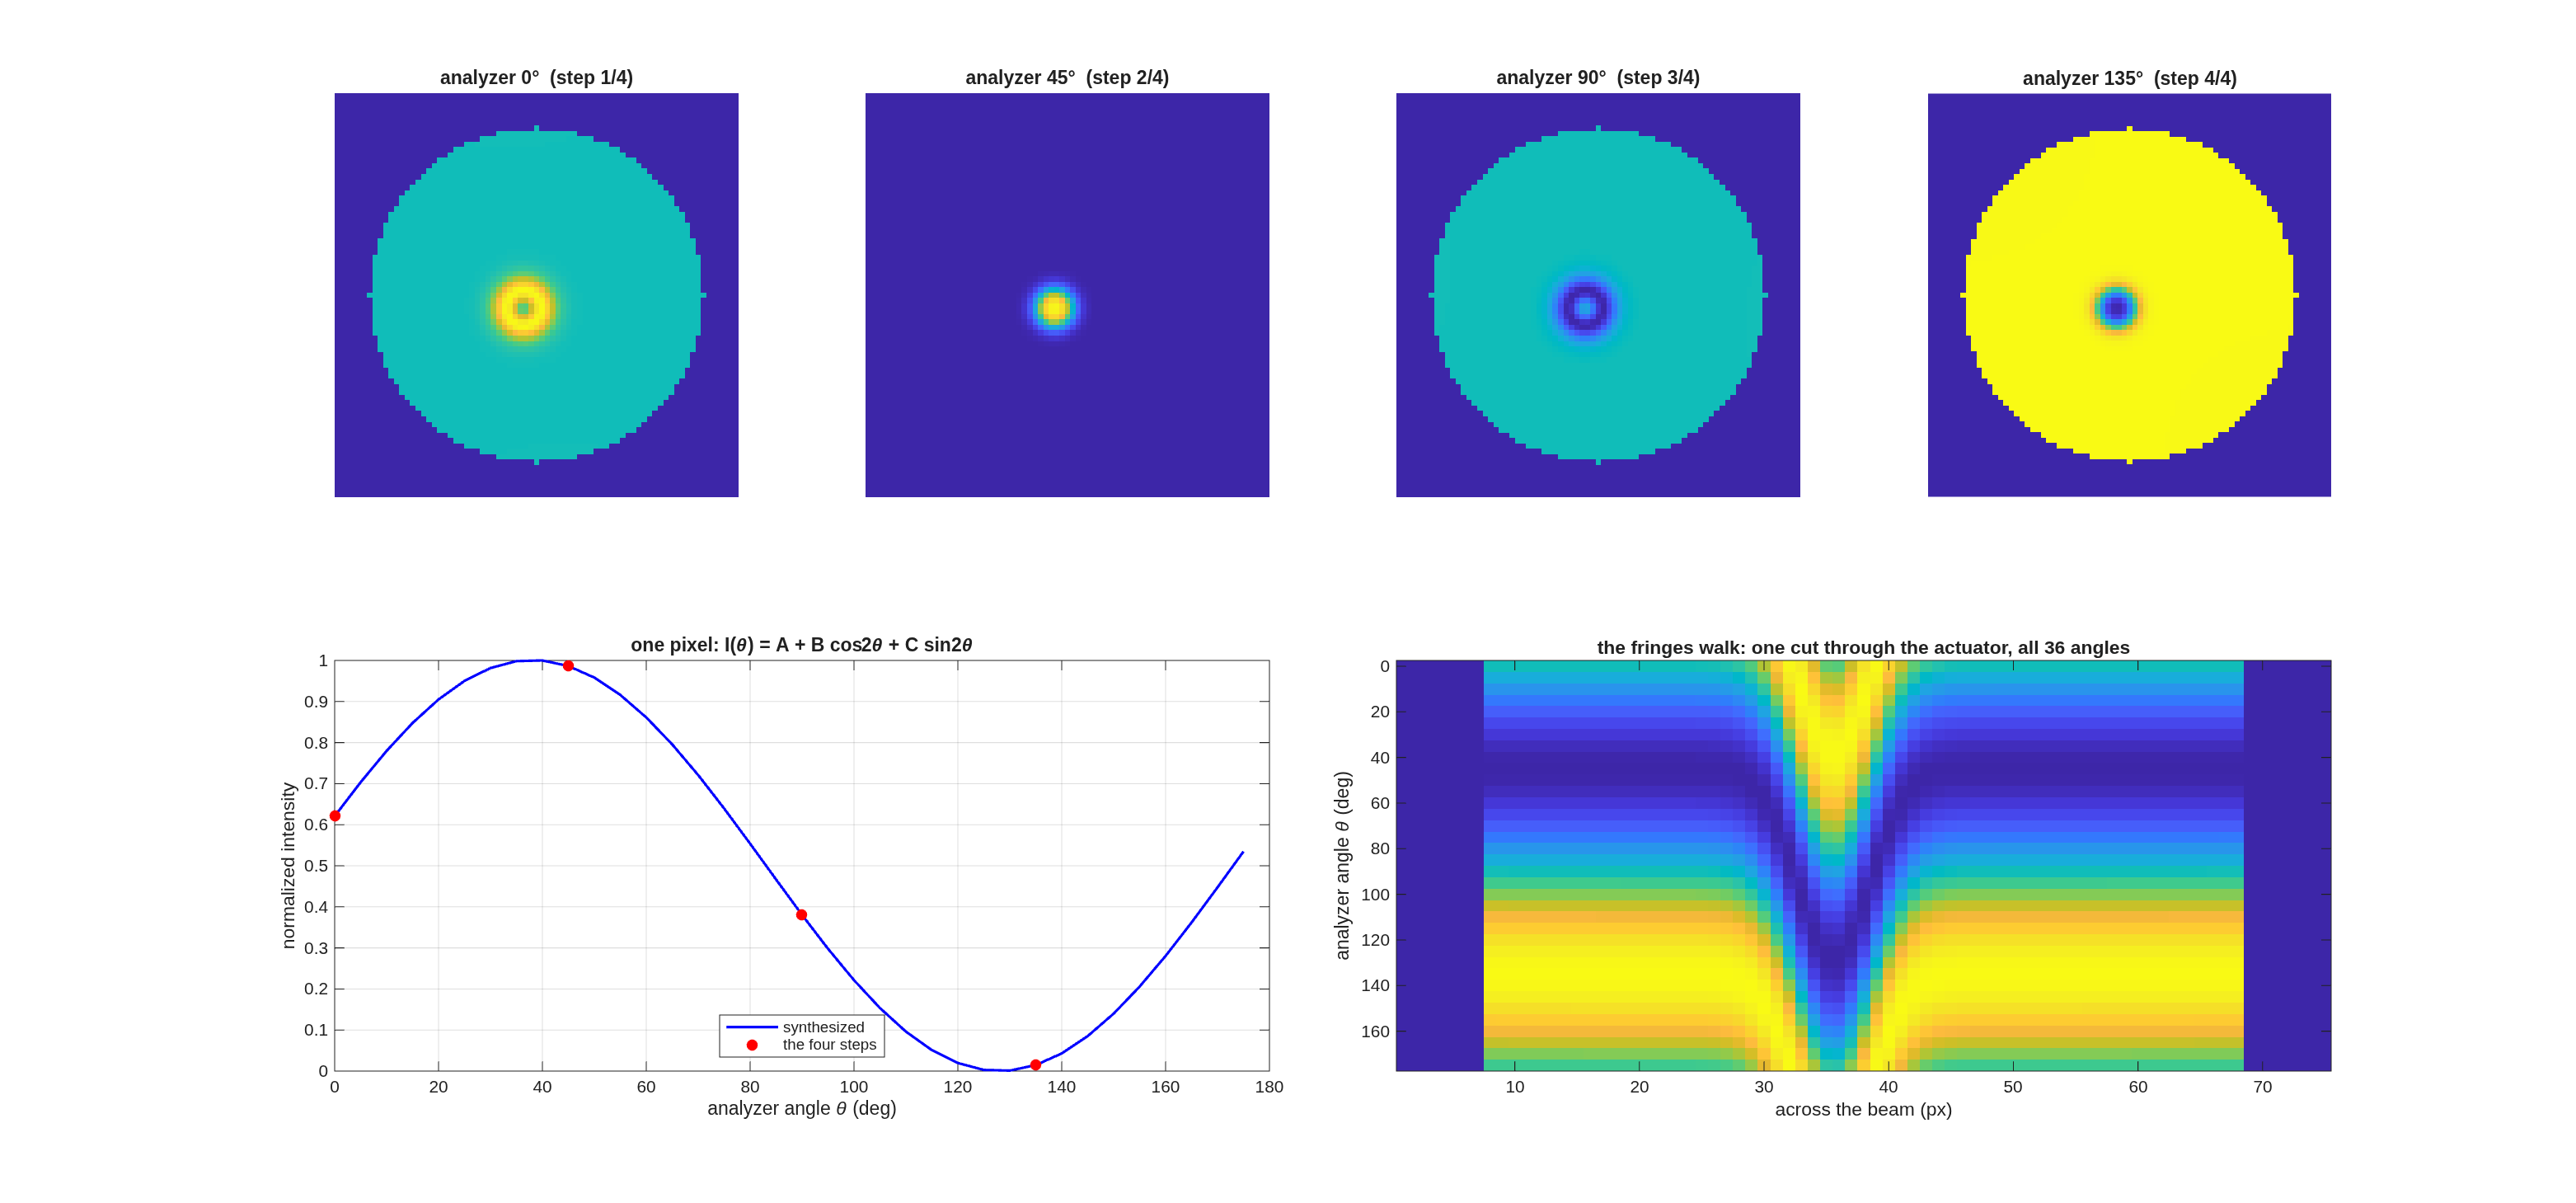 analyzer 0° (step 1/4)
analyzer 45° (step 2/4)
analyzer 90° (step 3/4)
analyzer 135° (step 4/4)
one pixel: I(θ) = A + B cos2θ + C sin2θ
normalized intensity
1
0.9
0.8
0.7
0.6
0.5
0.4
0.3
0.2
0.1
0
synthesized
the four steps
0 20 40 60 80 100 120 140 160 180
analyzer angle θ (deg)
the fringes walk: one cut through the actuator, all 36 angles
analyzer angle θ (deg)
0
20
40
60
80
100
120
140
160
10 20 30 40 50 60 70
across the beam (px)